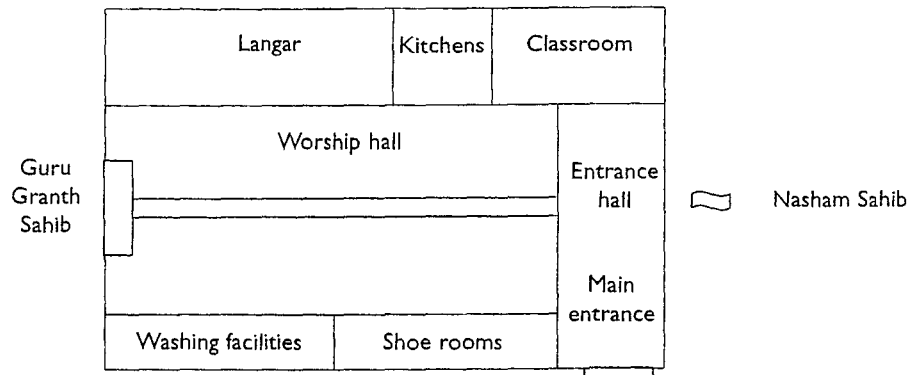 Langar
Kitchens
Classroom
Worship hall
Guru
Granth
Sahib
Entrance
hall
Nasham Sahib
Main
entrance
Washing facilities
Shoe rooms